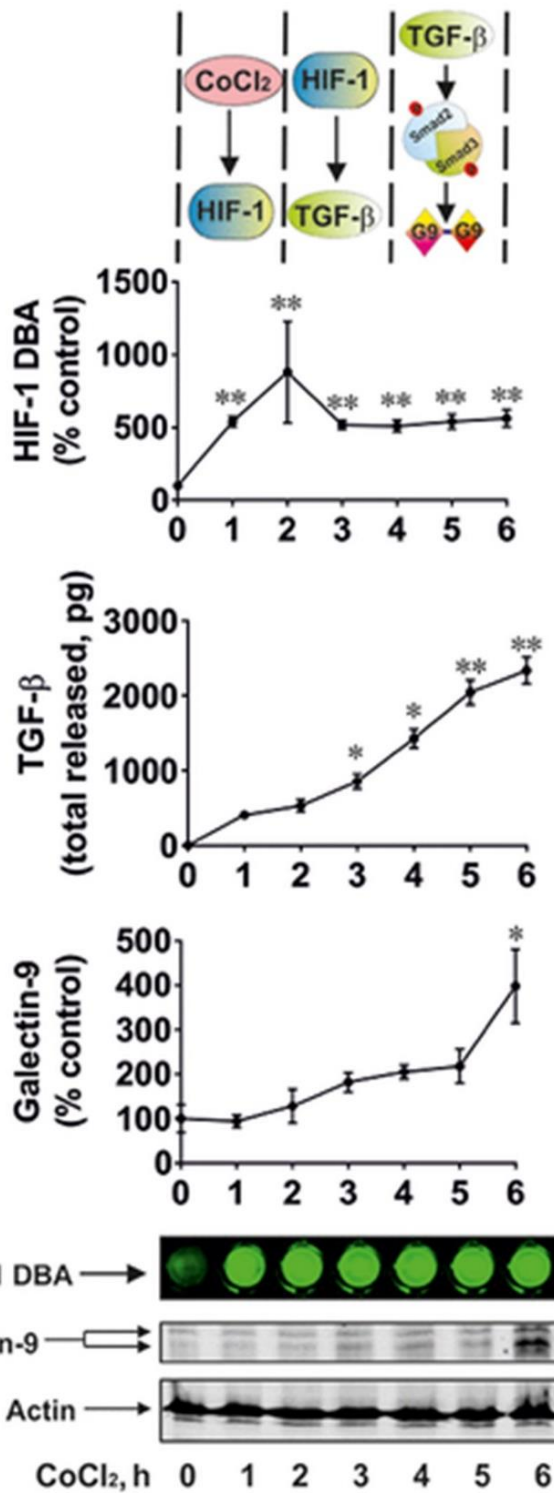 CoCl2 HIF-1 TGF-β
HIF-1 TGF-β Smad2 Smad3 G9 G9
HIF-1 DBA
(% control)
1500
1000
500
0
** ** ** ** ** **
0 1 2 3 4 5 6
TGF-β
(total released, pg)
3000
2000
1000
0
* * ** **
0 1 2 3 4 5 6
Galectin-9
(% control)
500
400
300
200
100
0
*
0 1 2 3 4 5 6
DBA
n-9
Actin
CoCl2, h 0 1 2 3 4 5 6